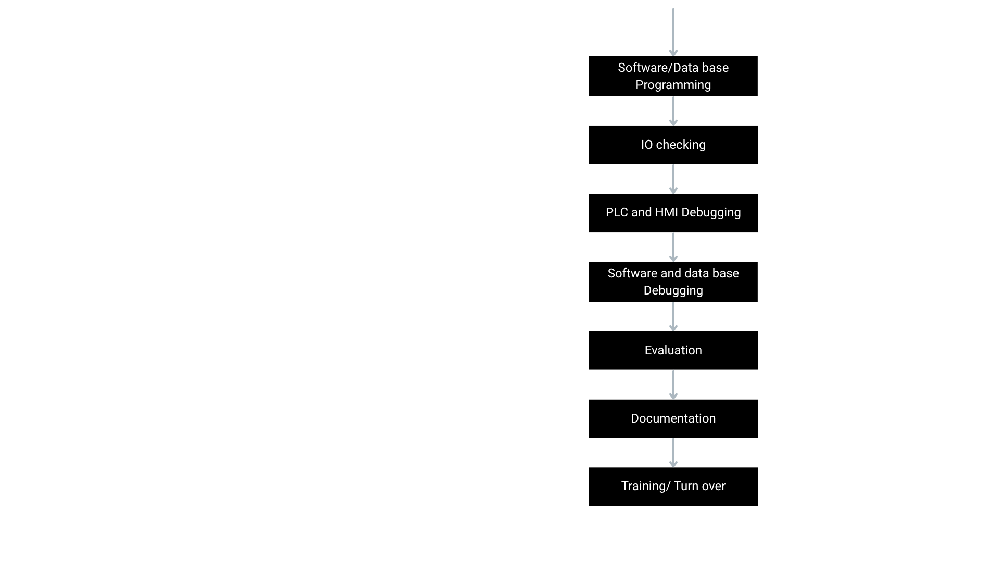 Software/Data base
Programming
IO checking
PLC and HMI Debugging
Software and data base
Debugging
Evaluation
Documentation
Training/ Turn over